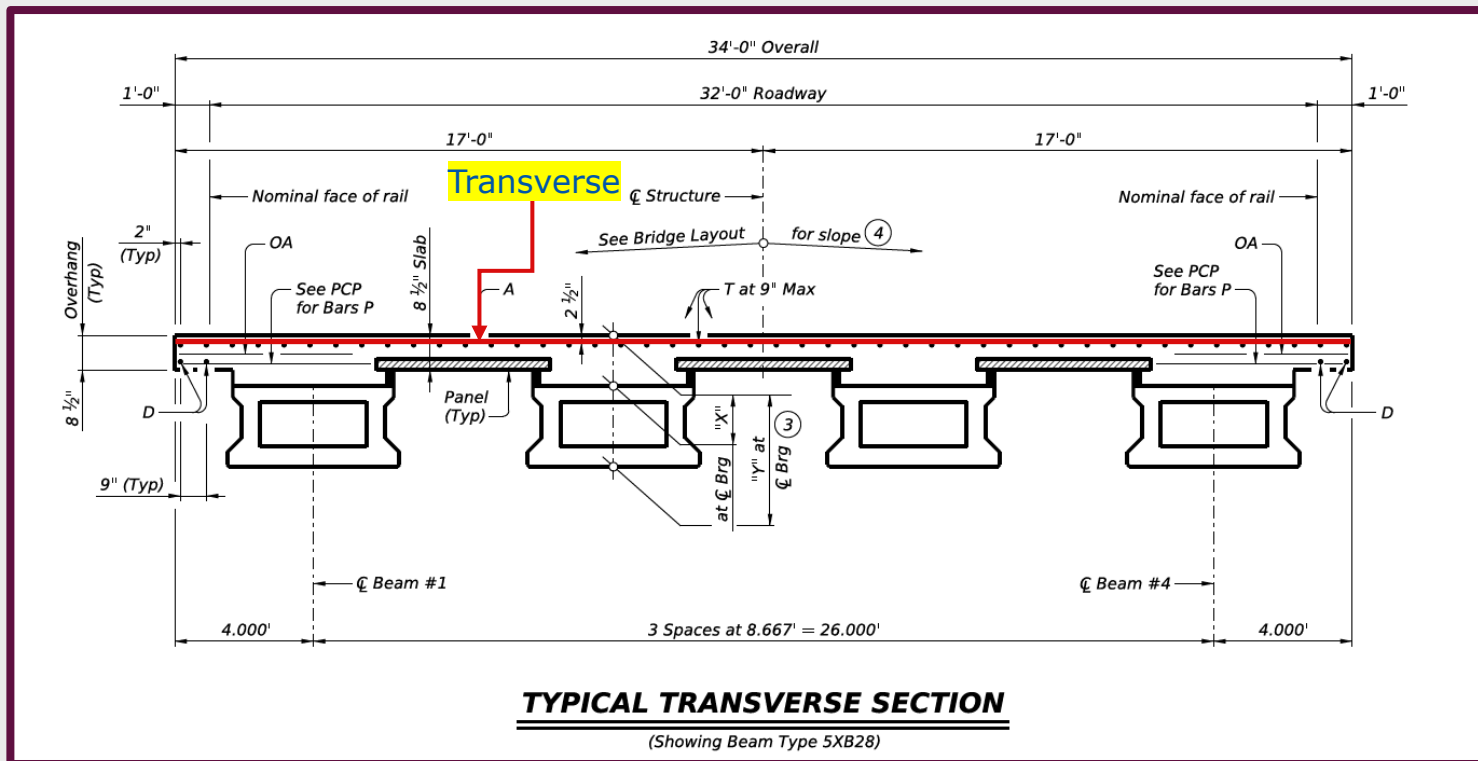 34'-0" Overall
1'-0"
32'-0" Roadway
1'-0"
17'-0"
17'-0"
Transverse
Nominal face of rail
℄ Structure
Nominal face of rail
2"
(Typ)
OA
See Bridge Layout
for slope
4
OA
Overhang
(Typ)
8 ½" Slab
See PCP
for Bars P
A
2 ½"
T at 9" Max
See PCP
for Bars P
8 ½"
D
Panel
(Typ)
"X"
at ℄ Brg
"Y" at
℄ Brg
3
D
9" (Typ)
℄ Beam #1
℄ Beam #4
4.000'
3 Spaces at 8.667' = 26.000'
4.000'
TYPICAL TRANSVERSE SECTION
(Showing Beam Type 5XB28)